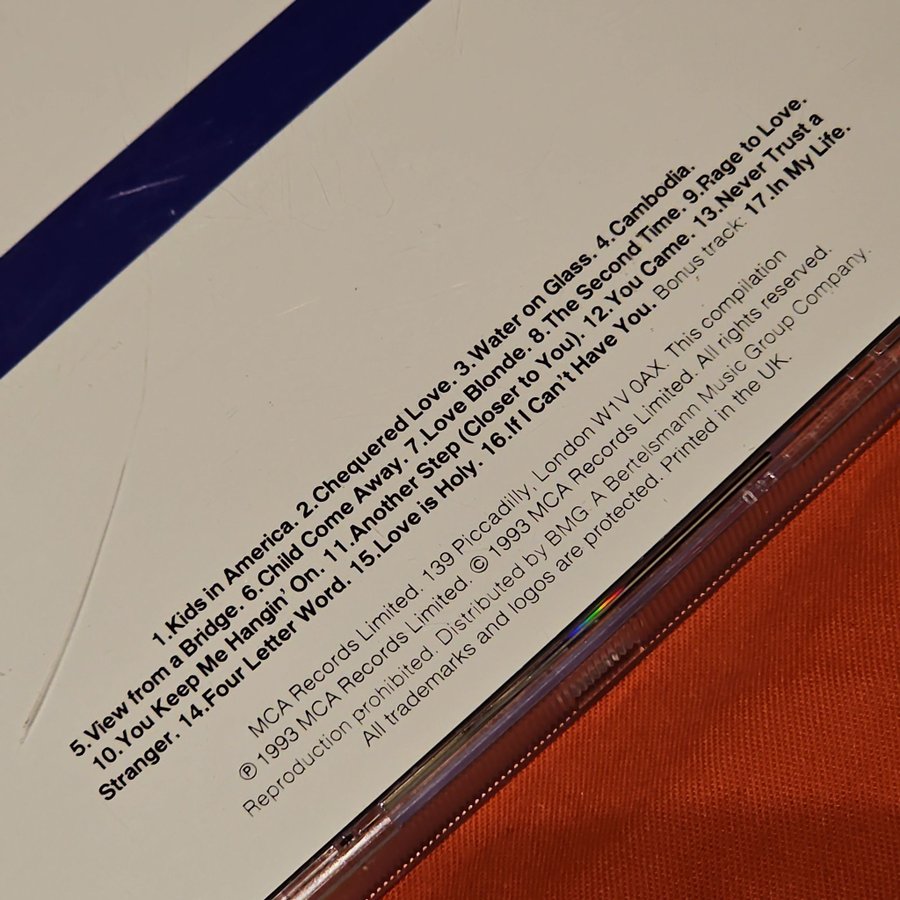 1.Kids in America. 2.Chequered Love. 3.Water on Glass. 4.Cambodia.
5.View from a Bridge. 6.Child Come Away. 7.Love Blonde. 8.The Second Time. 9.Rage to Love.
10.You Keep Me Hangin' On. 11.Another Step (Closer to You). 12.You Came. 13.Never Trust a
Stranger. 14.Four Letter Word. 15.Love is Holy. 16.If I Can't Have You. Bonus track: 17.In My Life.
MCA Records Limited. 139 Piccadilly, London W1V 0AX. This compilation
℗ 1993 MCA Records Limited. © 1993 MCA Records Limited. All rights reserved.
Reproduction prohibited. Distributed by BMG. A Bertelsmann Music Group Company.
All trademarks and logos are protected. Printed in the UK.